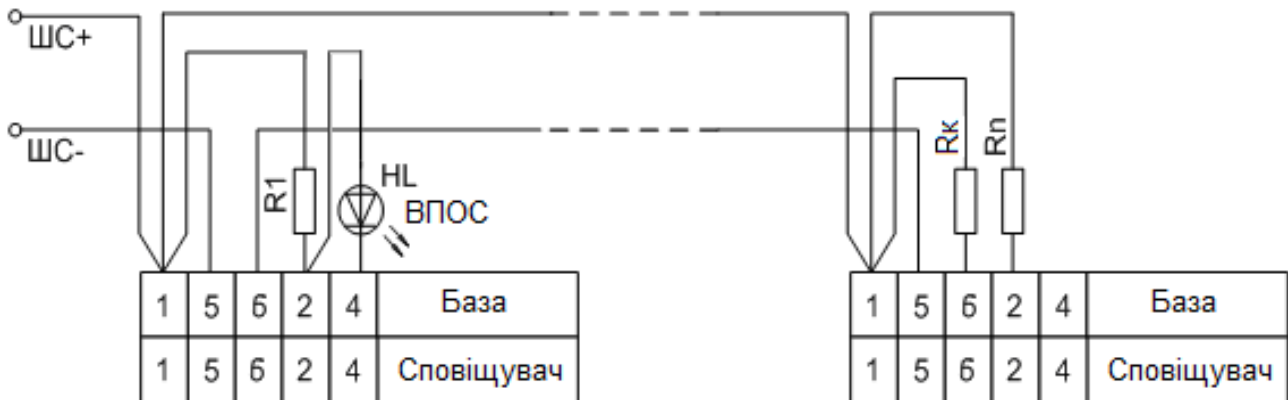 ШС+
ШС-
R1
HL
ВПОС
Rк
Rn
1 5 6 2 4 База
1 5 6 2 4 Сповіщувач
1 5 6 2 4 База
1 5 6 2 4 Сповіщувач